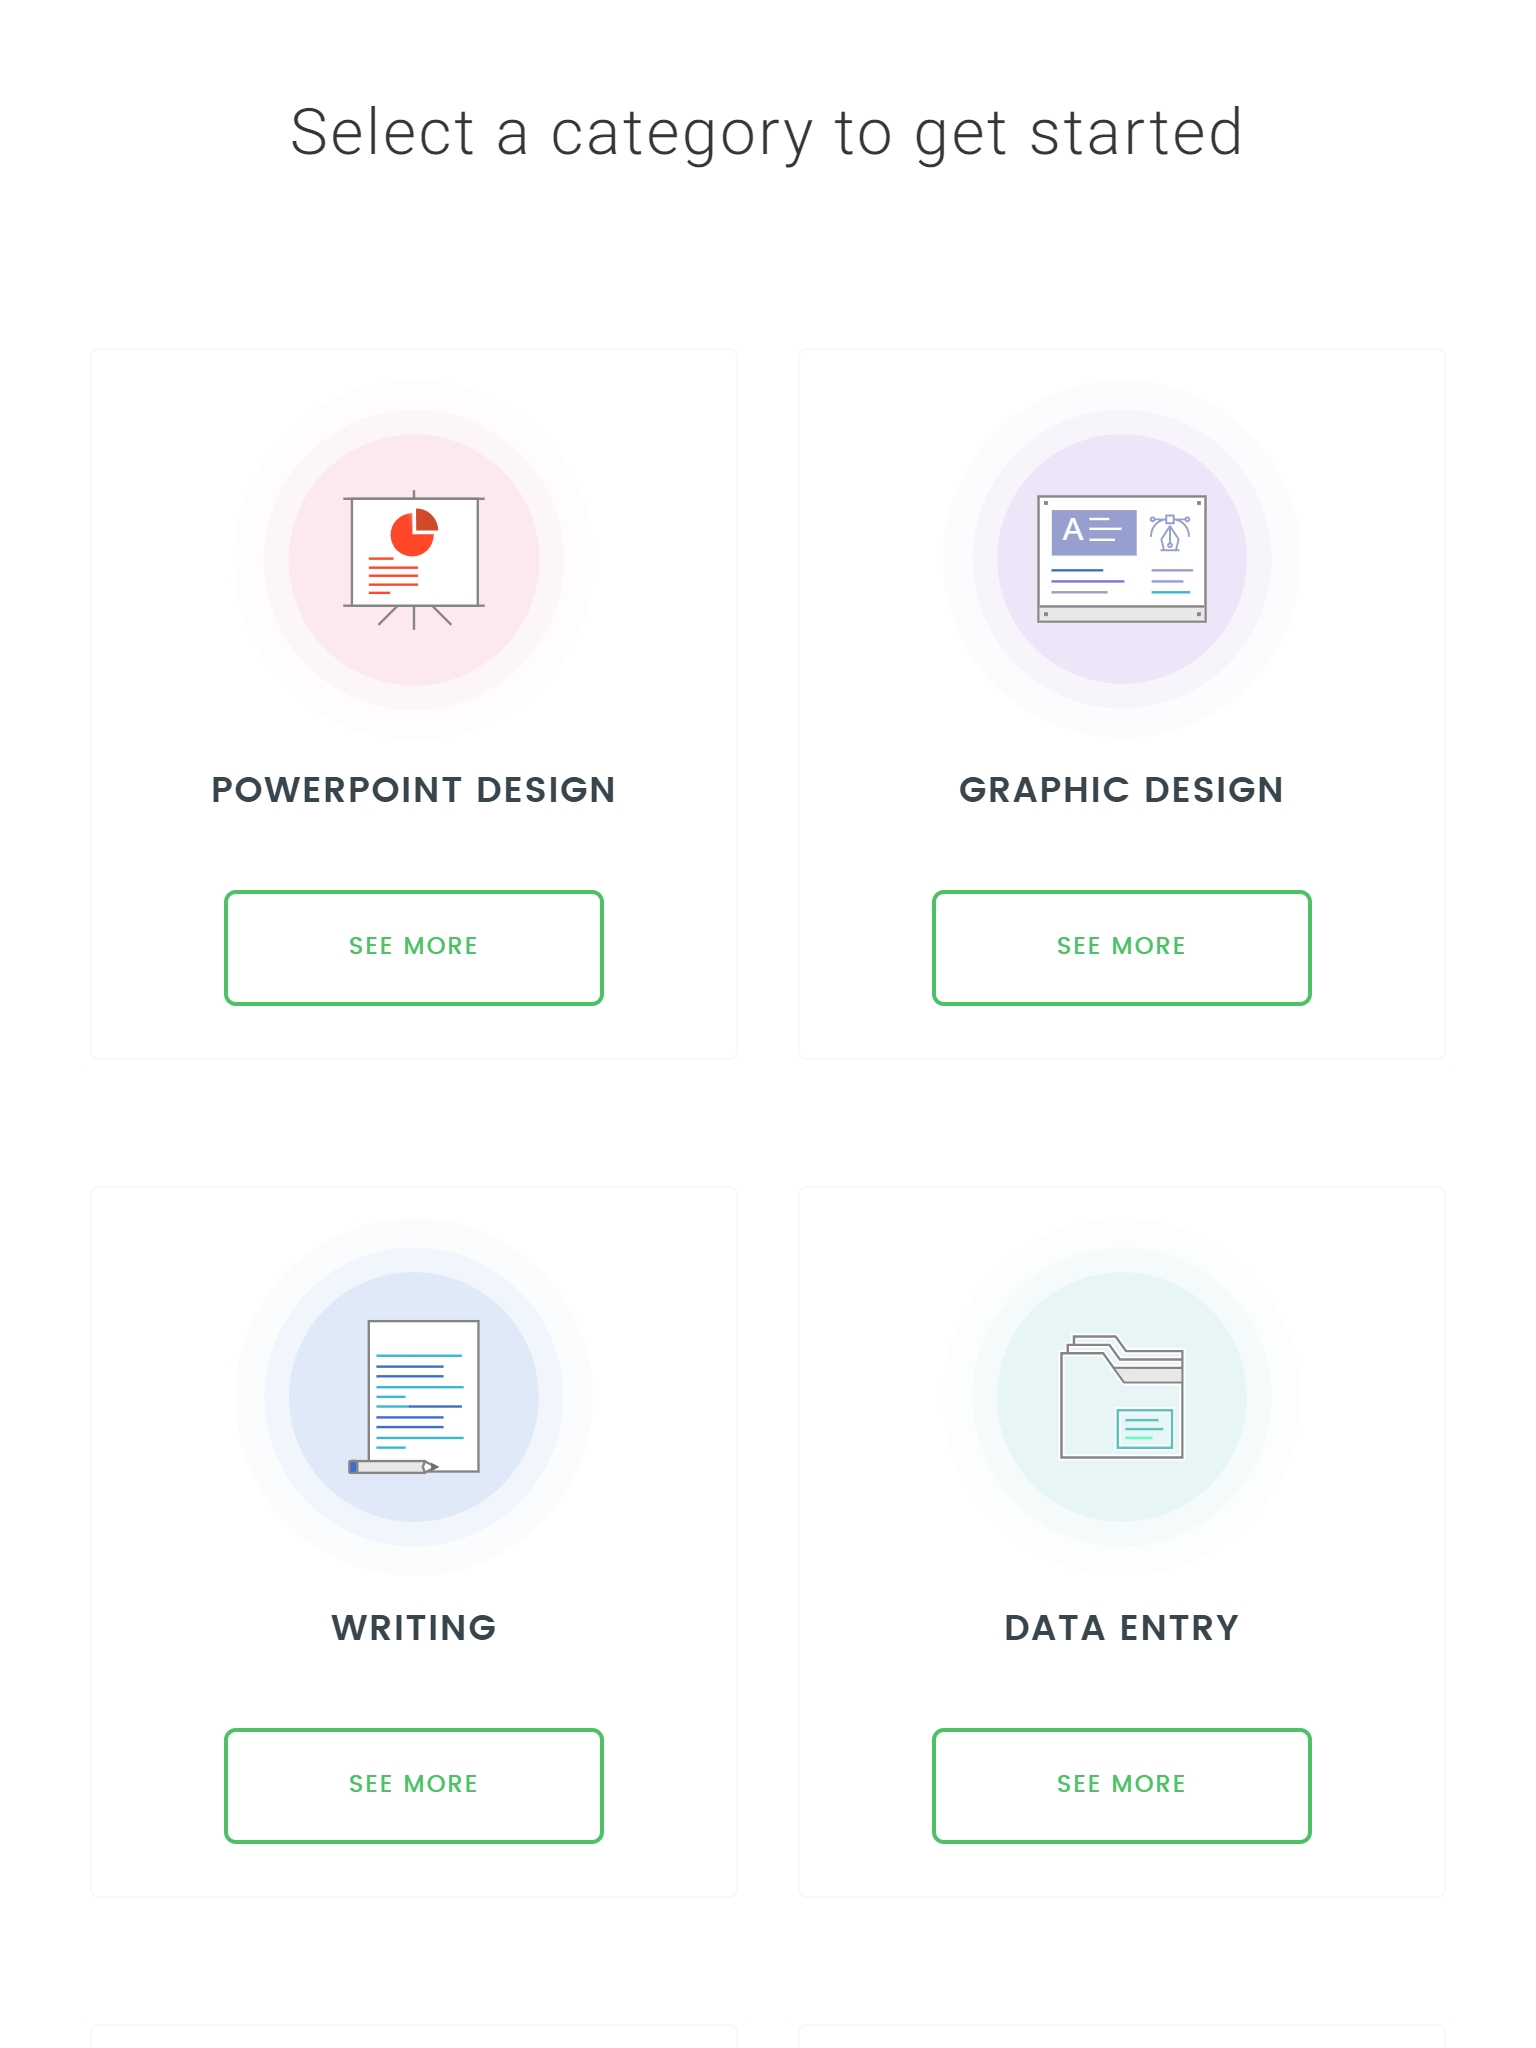 Select a category to get started
A
POWERPOINT DESIGN
GRAPHIC DESIGN
SEE MORE
SEE MORE
WRITING
DATA ENTRY
SEE MORE
SEE MORE